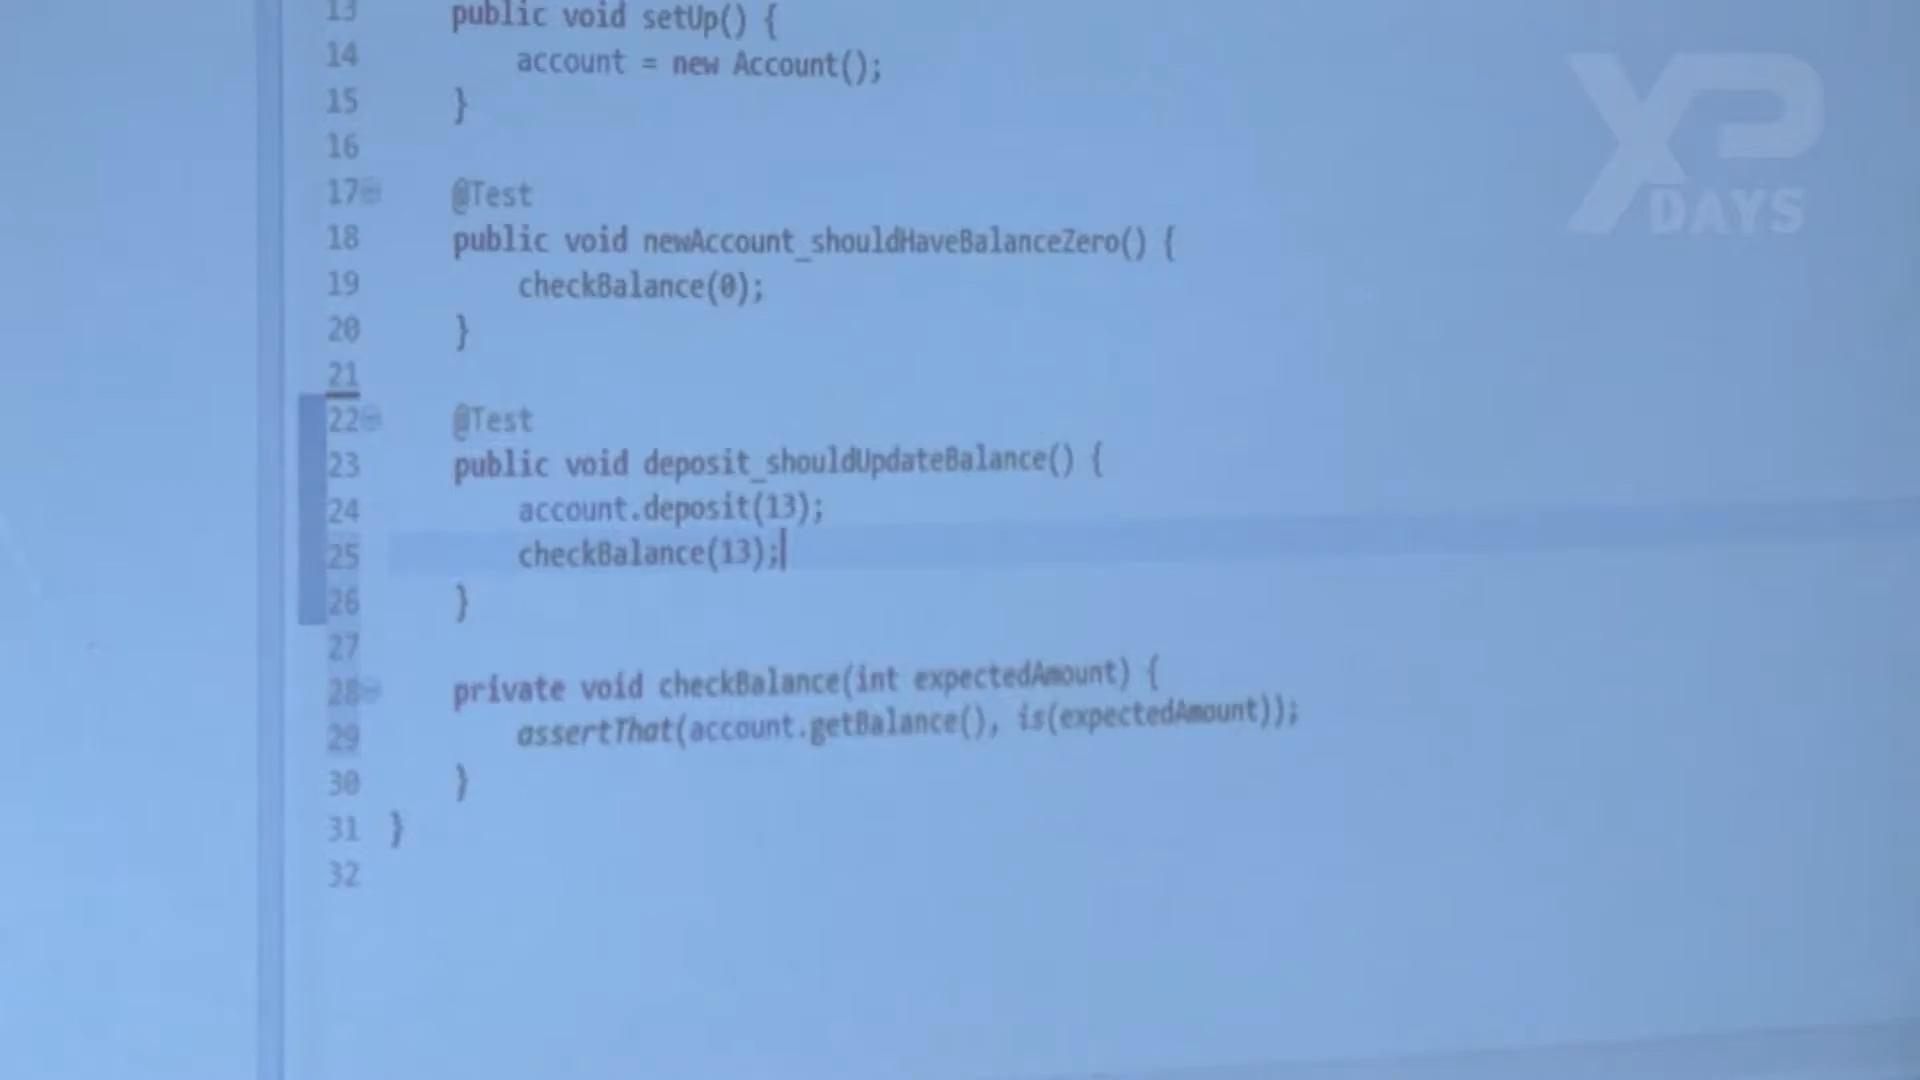 13 public void setUp() {
14 account = new Account();
15 }
16
17 @Test
18 public void newAccount_shouldHaveBalanceZero() {
19 checkBalance(0);
20 }
21
22 @Test
23 public void deposit_shouldUpdateBalance() {
24 account.deposit(13);
25 checkBalance(13);
26 }
27
28 private void checkBalance(int expectedAmount) {
29 assertThat(account.getBalance(), is(expectedAmount));
30 }
31 }
32
XP
DAYS